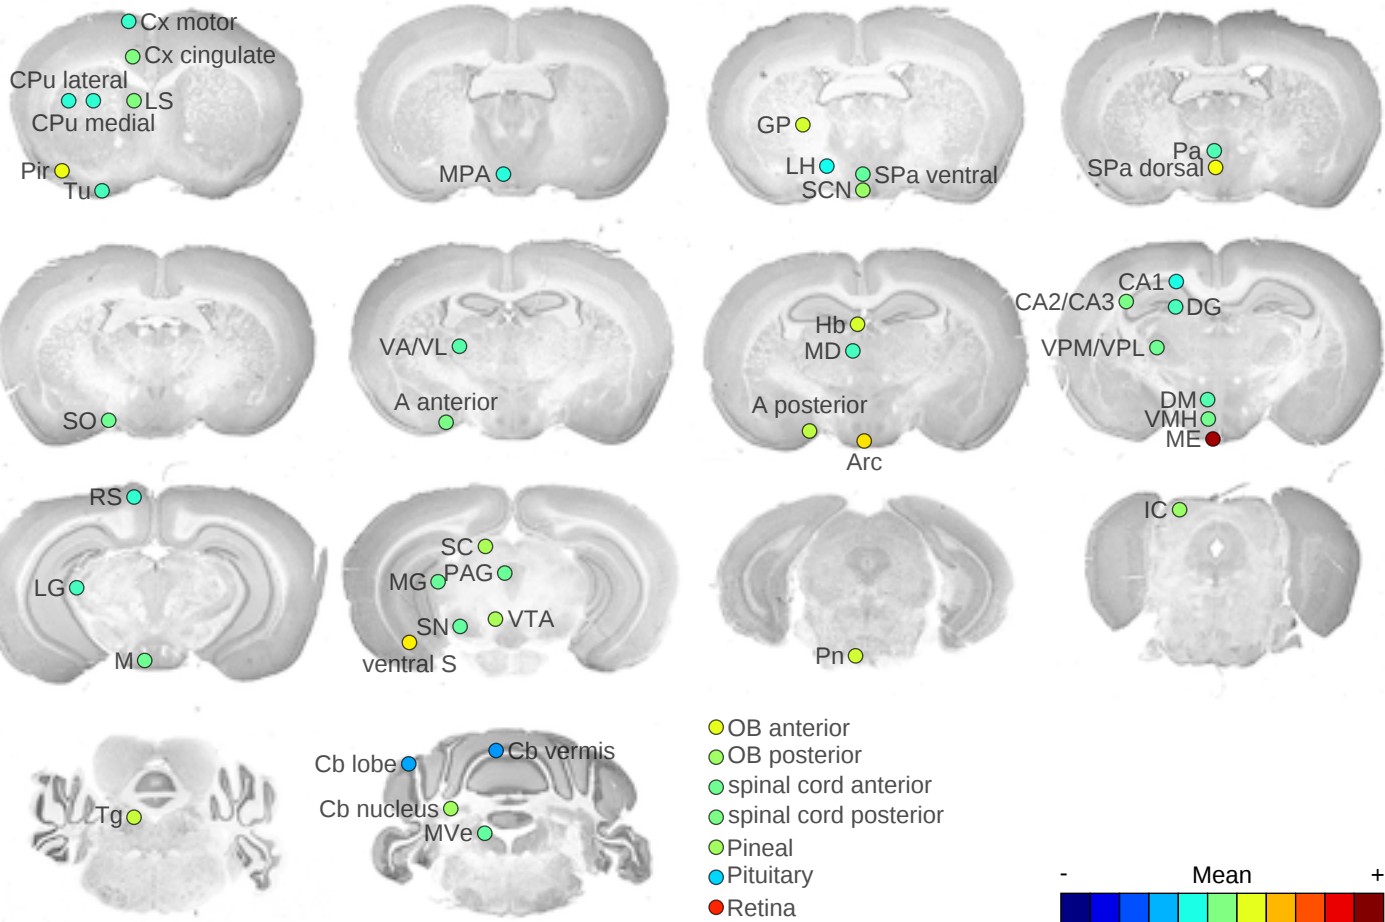 Cx motor
Cx cingulate
CPu lateral
LS
CPu medial
Pir
Tu
MPA
GP
LH
SPa ventral
SCN
Pa
SPa dorsal
SO
VA/VL
A anterior
Hb
MD
A posterior
Arc
CA1
CA2/CA3
DG
VPM/VPL
DM
VMH
ME
RS
LG
M
SC
MG
PAG
SN
VTA
ventral S
Pn
IC
Tg
Cb lobe
Cb vermis
Cb nucleus
MVe
OB anterior
OB posterior
spinal cord anterior
spinal cord posterior
Pineal
Pituitary
Retina
- Mean +